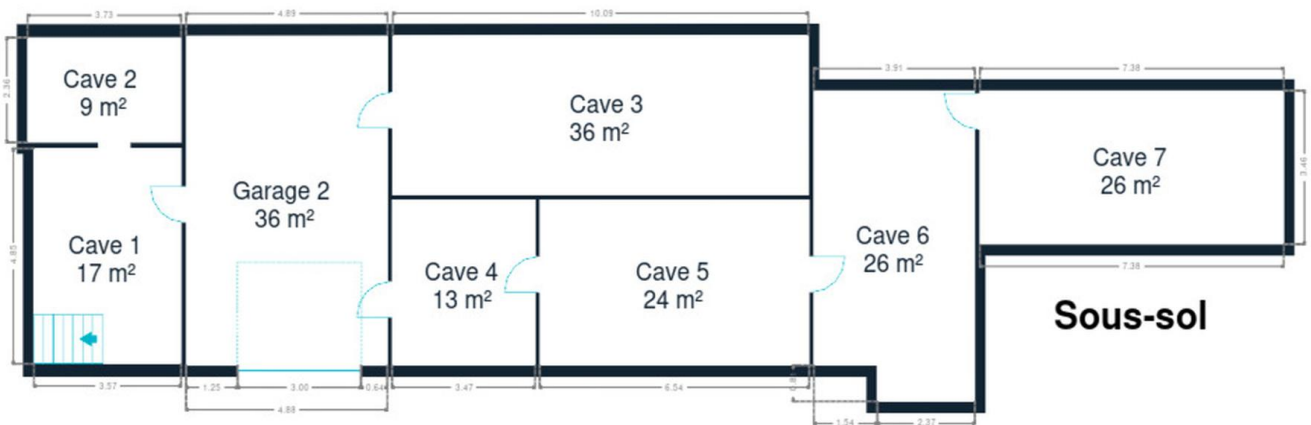 3.73
4.89
10.09
3.91
7.38
2.36
Cave 2
9 m²
Cave 3
36 m²
Cave 7
26 m²
3.46
Garage 2
36 m²
Cave 1
17 m²
4.85
Cave 4
13 m²
Cave 5
24 m²
Cave 6
26 m²
7.38
Sous-sol
3.57
1.25
3.00
0.64
3.47
6.54
4.88
1.54
2.37